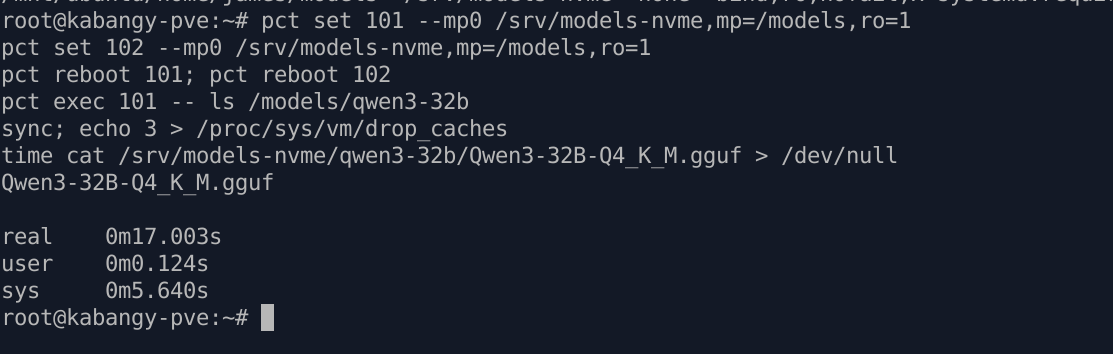 root@kabangy-pve:~# pct set 101 --mp0 /srv/models-nvme,mp=/models,ro=1
pct set 102 --mp0 /srv/models-nvme,mp=/models,ro=1
pct reboot 101; pct reboot 102
pct exec 101 -- ls /models/qwen3-32b
sync; echo 3 > /proc/sys/vm/drop_caches
time cat /srv/models-nvme/qwen3-32b/Qwen3-32B-Q4_K_M.gguf > /dev/null
Qwen3-32B-Q4_K_M.gguf

real    0m17.003s
user    0m0.124s
sys     0m5.640s
root@kabangy-pve:~#